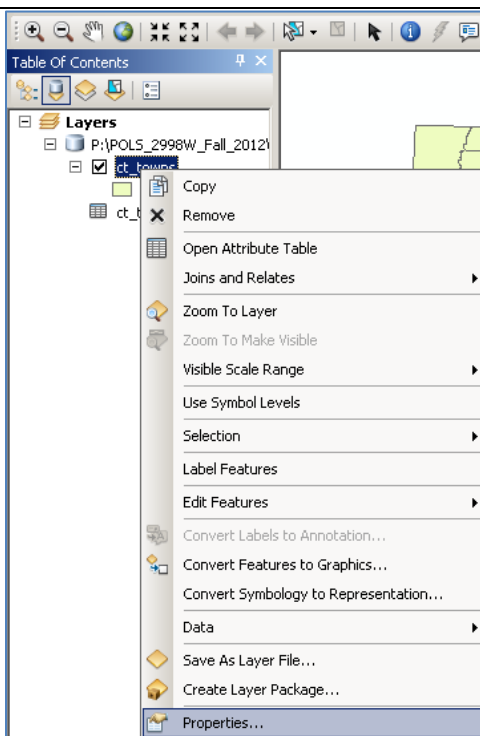 Table Of Contents
Layers
P:\POLS_2998W_Fall_2012\
ct_towns
Copy
ct_t
Remove
Open Attribute Table
Joins and Relates
Zoom To Layer
Zoom To Make Visible
Visible Scale Range
Use Symbol Levels
Selection
Label Features
Edit Features
Convert Labels to Annotation...
Convert Features to Graphics...
Convert Symbology to Representation...
Data
Save As Layer File...
Create Layer Package...
Properties...